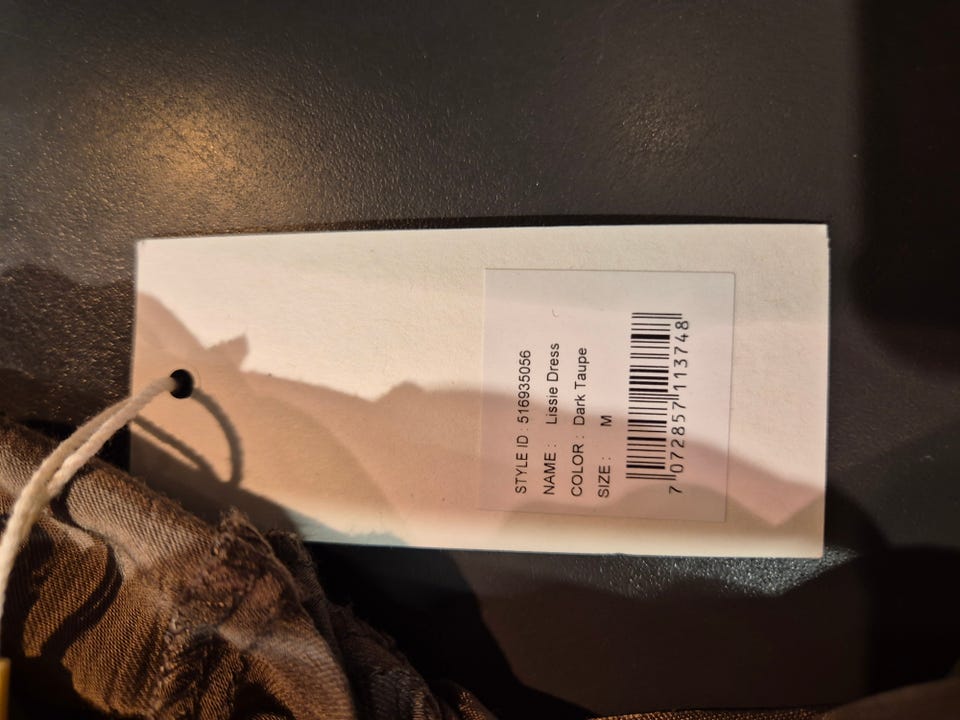 STYLE ID : 516935056
NAME : Lissie Dress
COLOR : Dark Taupe
SIZE : M
7 072857 113748